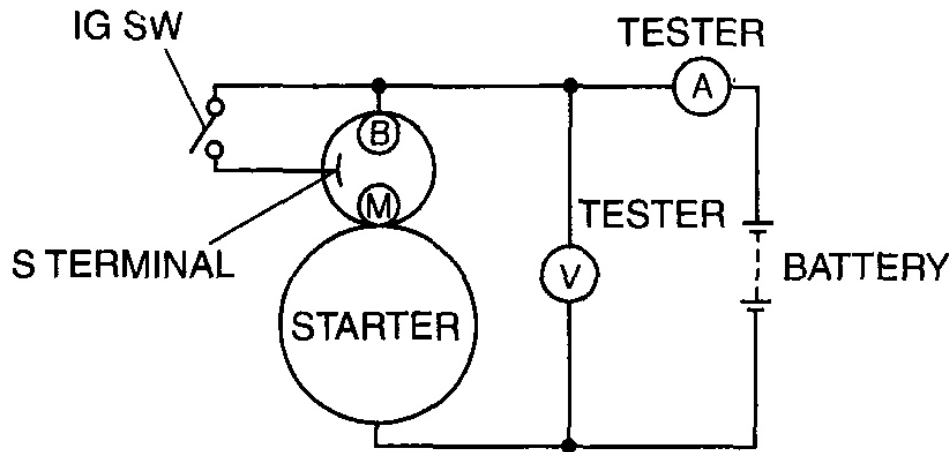 IG SW
TESTER
A
B
M
TESTER
S TERMINAL
V
BATTERY
STARTER